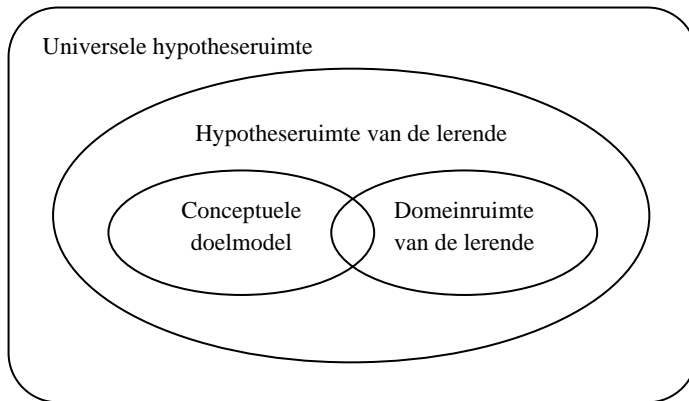 Universele hypotheseruimte
Hypotheseruimte van de lerende
Conceptuele
doelmodel
Domeinruimte
van de lerende